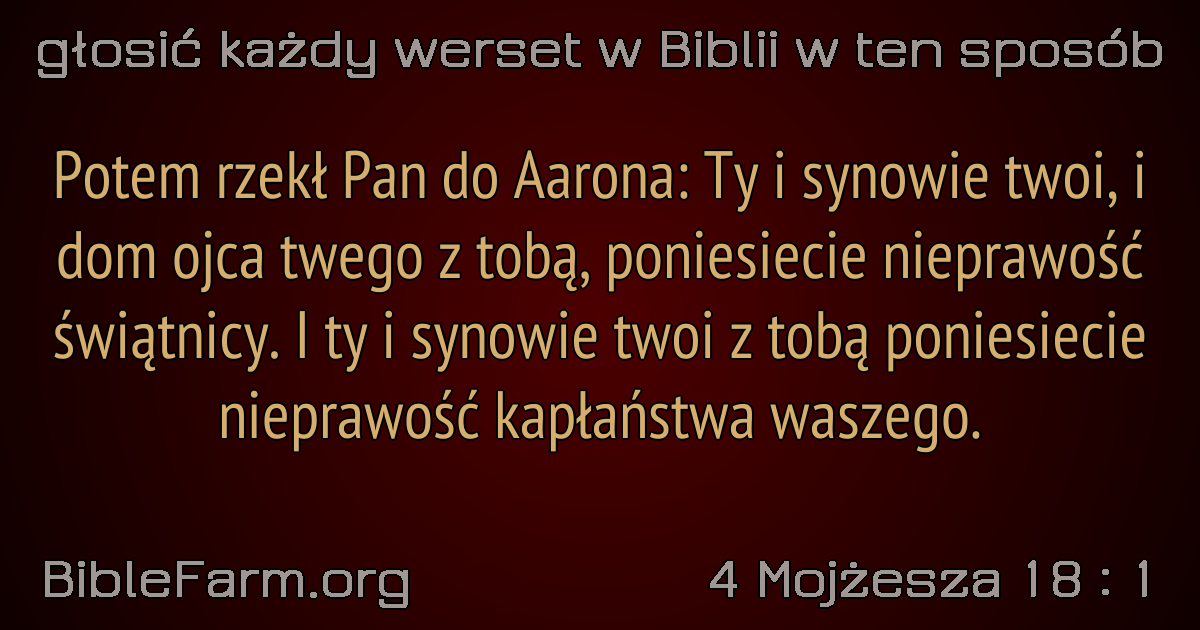 głosić każdy werset w Biblii w ten sposób
Potem rzekł Pan do Aarona: Ty i synowie twoi, i
dom ojca twego z tobą, poniesiecie nieprawość
świątnicy. I ty i synowie twoi z tobą poniesiecie
nieprawość kapłaństwa waszego.
BibleFarm.org
4 Mojżesza 18 : 1